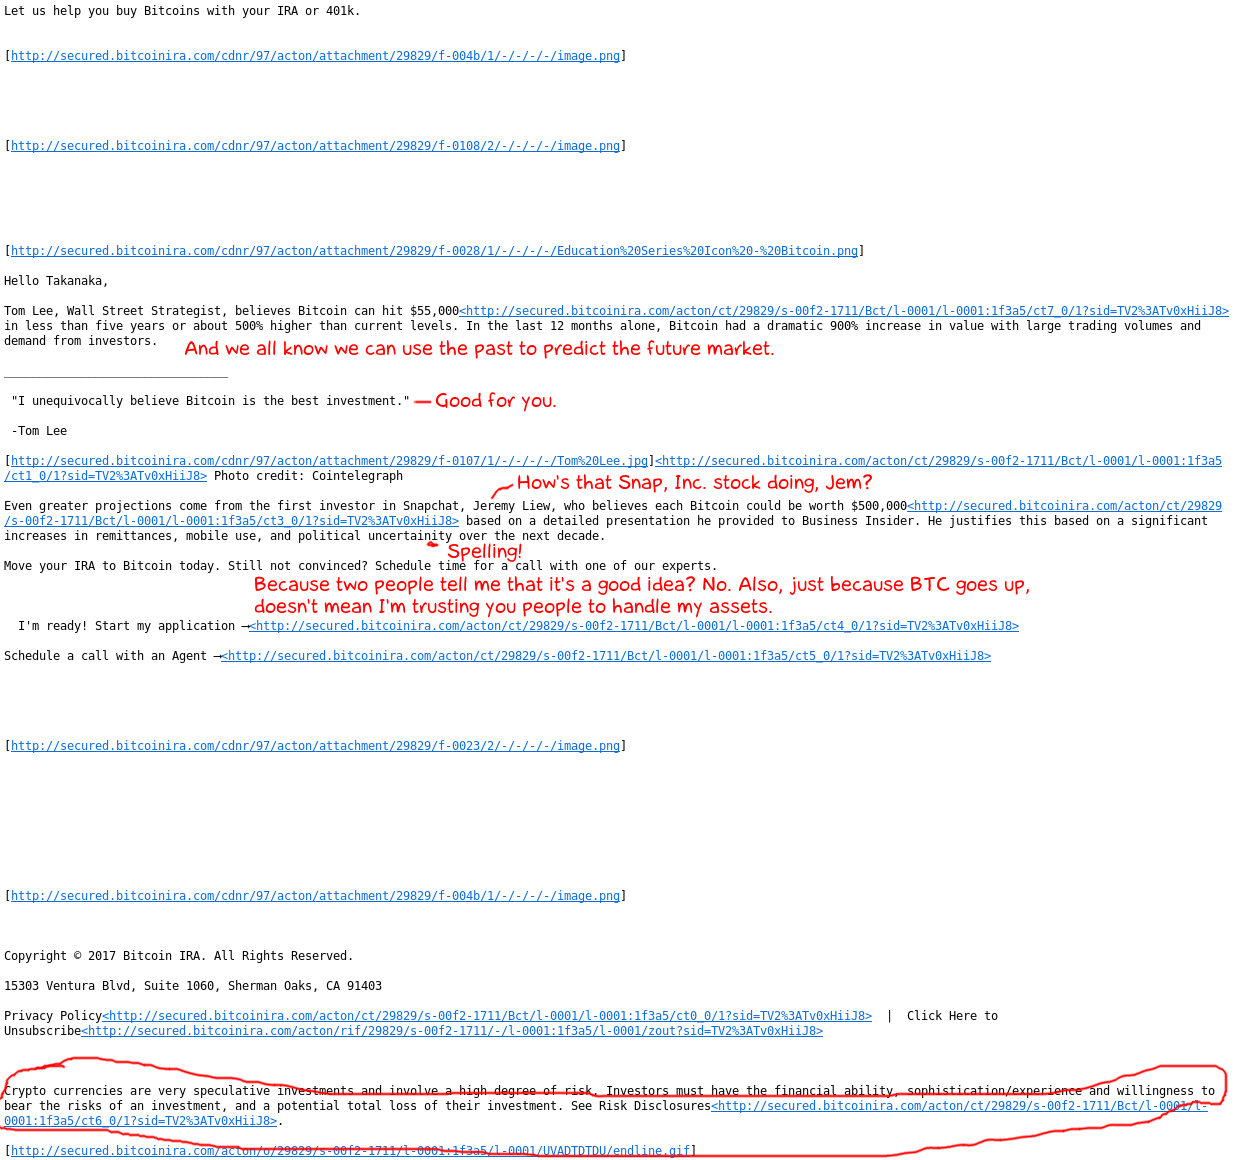 Let us help you buy Bitcoins with your IRA or 401k.
[http://secured.bitcoinira.com/cdnr/97/acton/attachment/29829/f-004b/1/-/-/-/-/image.png]
[http://secured.bitcoinira.com/cdnr/97/acton/attachment/29829/f-0108/2/-/-/-/-/image.png]
[http://secured.bitcoinira.com/cdnr/97/acton/attachment/29829/f-0028/1/-/-/-/-/Education%20Series%20Icon%20-%20Bitcoin.png]
Hello Takanaka,
Tom Lee, Wall Street Strategist, believes Bitcoin can hit $55,000<http://secured.bitcoinira.com/acton/ct/29829/s-00f2-1711/Bct/l-0001/l-0001:1f3a5/ct7_0/1?sid=TV2%3ATv0xHiiJ8>
in less than five years or about 500% higher than current levels. In the last 12 months alone, Bitcoin had a dramatic 900% increase in value with large trading volumes and
demand from investors.
And we all know we can use the past to predict the future market.
________________________________
"I unequivocally believe Bitcoin is the best investment."
— Good for you.
-Tom Lee
[http://secured.bitcoinira.com/cdnr/97/acton/attachment/29829/f-0107/1/-/-/-/-/Tom%20Lee.jpg]<http://secured.bitcoinira.com/acton/ct/29829/s-00f2-1711/Bct/l-0001/l-0001:1f3a5
/ct1_0/1?sid=TV2%3ATv0xHiiJ8> Photo credit: Cointelegraph
How's that Snap, Inc. stock doing, Jem?
Even greater projections come from the first investor in Snapchat, Jeremy Liew, who believes each Bitcoin could be worth $500,000<http://secured.bitcoinira.com/acton/ct/29829
/s-00f2-1711/Bct/l-0001/l-0001:1f3a5/ct3_0/1?sid=TV2%3ATv0xHiiJ8> based on a detailed presentation he provided to Business Insider. He justifies this based on a significant
increases in remittances, mobile use, and political uncertainity over the next decade.
Spelling!
Move your IRA to Bitcoin today. Still not convinced? Schedule time for a call with one of our experts.
Because two people tell me that it's a good idea? No. Also, just because BTC goes up,
doesn't mean I'm trusting you people to handle my assets.
I'm ready! Start my application →<http://secured.bitcoinira.com/acton/ct/29829/s-00f2-1711/Bct/l-0001/l-0001:1f3a5/ct4_0/1?sid=TV2%3ATv0xHiiJ8>
Schedule a call with an Agent →<http://secured.bitcoinira.com/acton/ct/29829/s-00f2-1711/Bct/l-0001/l-0001:1f3a5/ct5_0/1?sid=TV2%3ATv0xHiiJ8>
[http://secured.bitcoinira.com/cdnr/97/acton/attachment/29829/f-0023/2/-/-/-/-/image.png]
[http://secured.bitcoinira.com/cdnr/97/acton/attachment/29829/f-004b/1/-/-/-/-/image.png]
Copyright © 2017 Bitcoin IRA. All Rights Reserved.
15303 Ventura Blvd, Suite 1060, Sherman Oaks, CA 91403
Privacy Policy<http://secured.bitcoinira.com/acton/ct/29829/s-00f2-1711/Bct/l-0001/l-0001:1f3a5/ct0_0/1?sid=TV2%3ATv0xHiiJ8> | Click Here to
Unsubscribe<http://secured.bitcoinira.com/acton/rif/29829/s-00f2-1711/-/l-0001:1f3a5/l-0001/zout?sid=TV2%3ATv0xHiiJ8>
Crypto currencies are very speculative investments and involve a high degree of risk. Investors must have the financial ability, sophistication/experience and willingness to
bear the risks of an investment, and a potential total loss of their investment. See Risk Disclosures<http://secured.bitcoinira.com/acton/ct/29829/s-00f2-1711/Bct/l-0001/l-
0001:1f3a5/ct6_0/1?sid=TV2%3ATv0xHiiJ8>.
[http://secured.bitcoinira.com/acton/o/29829/s-00f2-1711/l-0001:1f3a5/l-0001/UVADTDTDU/endline.gif]